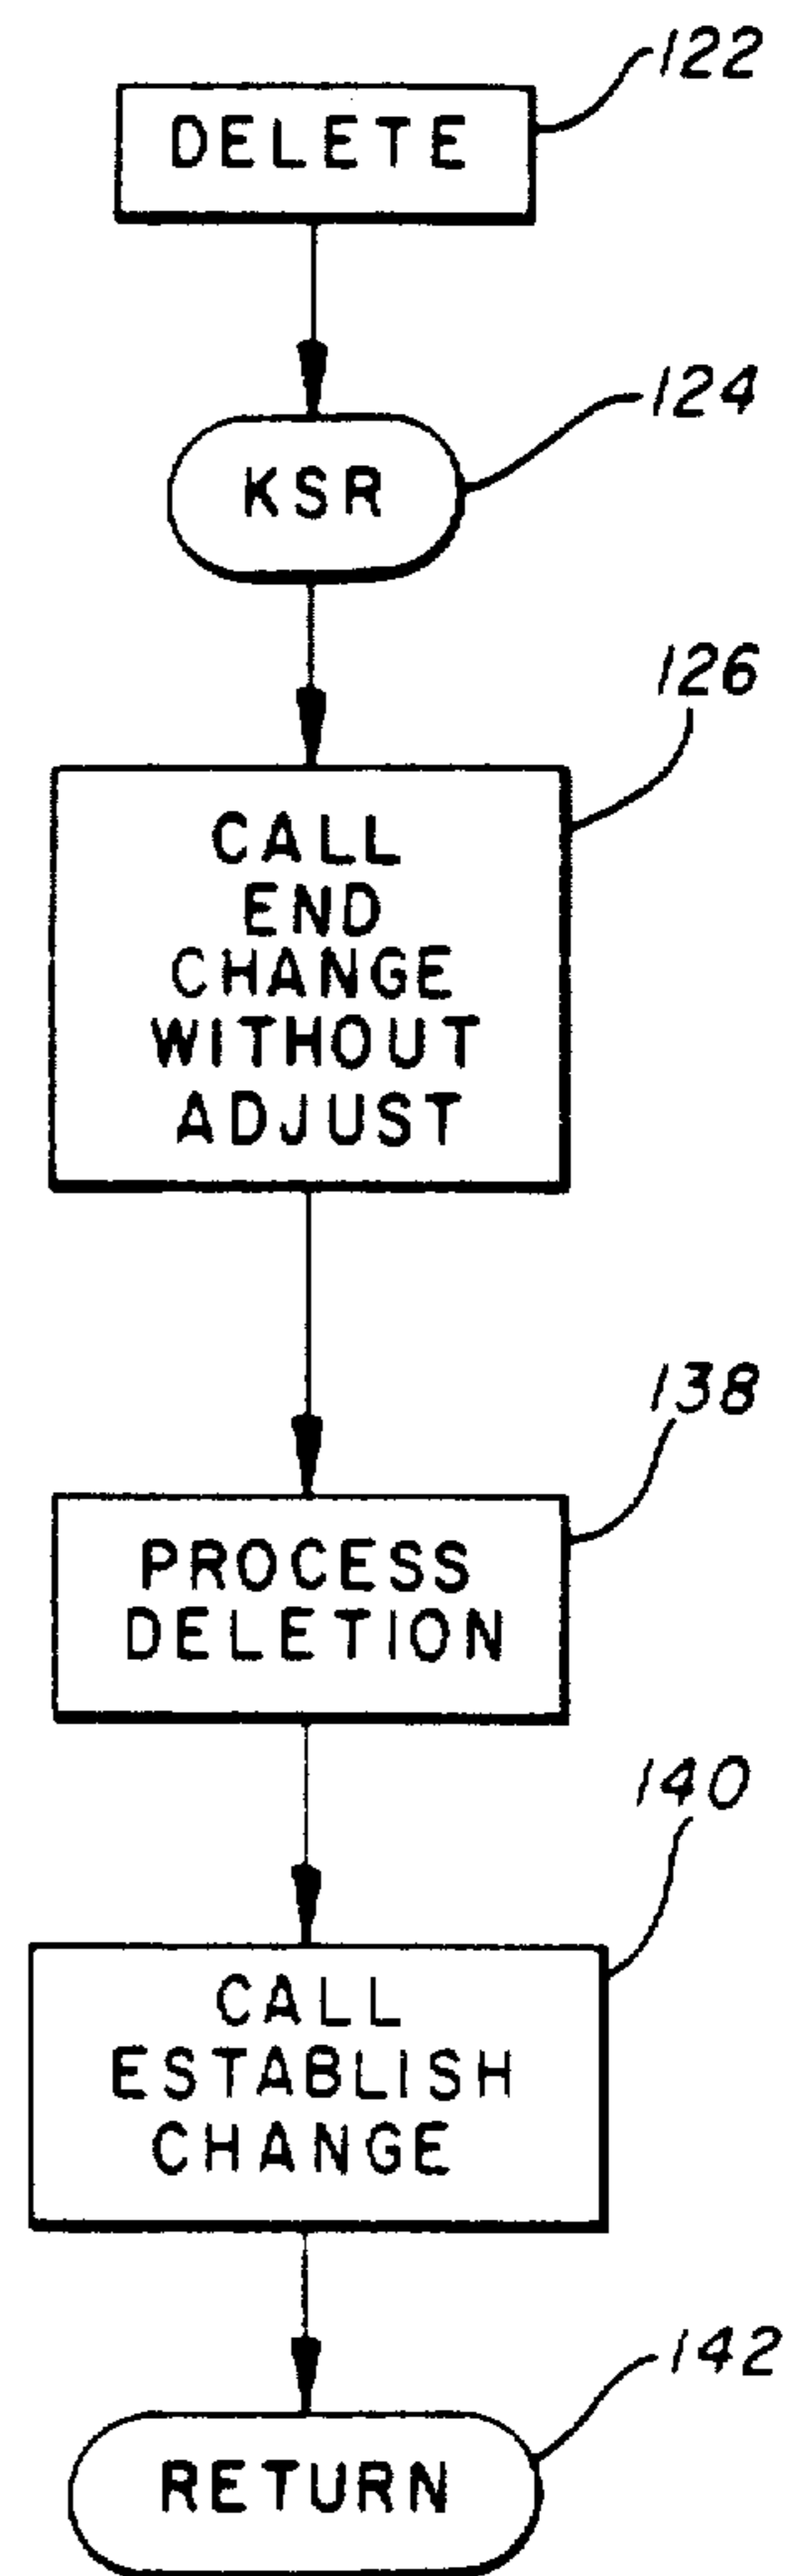 122
DELETE
124
KSR
126
CALL
END
CHANGE
WITHOUT
ADJUST
138
PROCESS
DELETION
140
CALL
ESTABLISH
CHANGE
142
RETURN